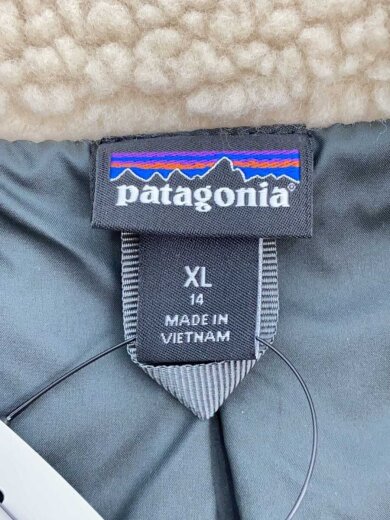 patagonia®
XL
14
MADE IN
VIETNAM